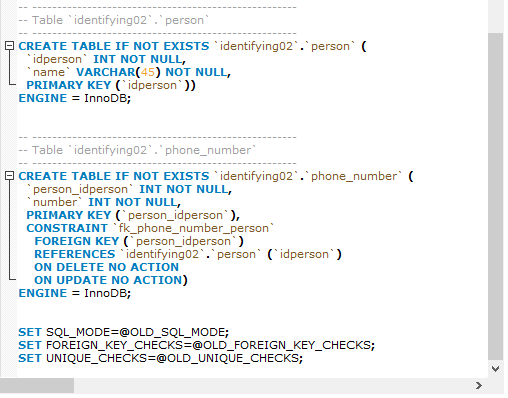 -- -----------------------------------------------------
-- Table `identifying02`.`person`
-- -----------------------------------------------------
CREATE TABLE IF NOT EXISTS `identifying02`.`person` (
  `idperson` INT NOT NULL,
  `name` VARCHAR(45) NOT NULL,
  PRIMARY KEY (`idperson`))
ENGINE = InnoDB;
-- -----------------------------------------------------
-- Table `identifying02`.`phone_number`
-- -----------------------------------------------------
CREATE TABLE IF NOT EXISTS `identifying02`.`phone_number` (
  `person_idperson` INT NOT NULL,
  `number` INT NOT NULL,
  PRIMARY KEY (`person_idperson`),
  CONSTRAINT `fk_phone_number_person`
    FOREIGN KEY (`person_idperson`)
    REFERENCES `identifying02`.`person` (`idperson`)
    ON DELETE NO ACTION
    ON UPDATE NO ACTION)
ENGINE = InnoDB;
SET SQL_MODE=@OLD_SQL_MODE;
SET FOREIGN_KEY_CHECKS=@OLD_FOREIGN_KEY_CHECKS;
SET UNIQUE_CHECKS=@OLD_UNIQUE_CHECKS;